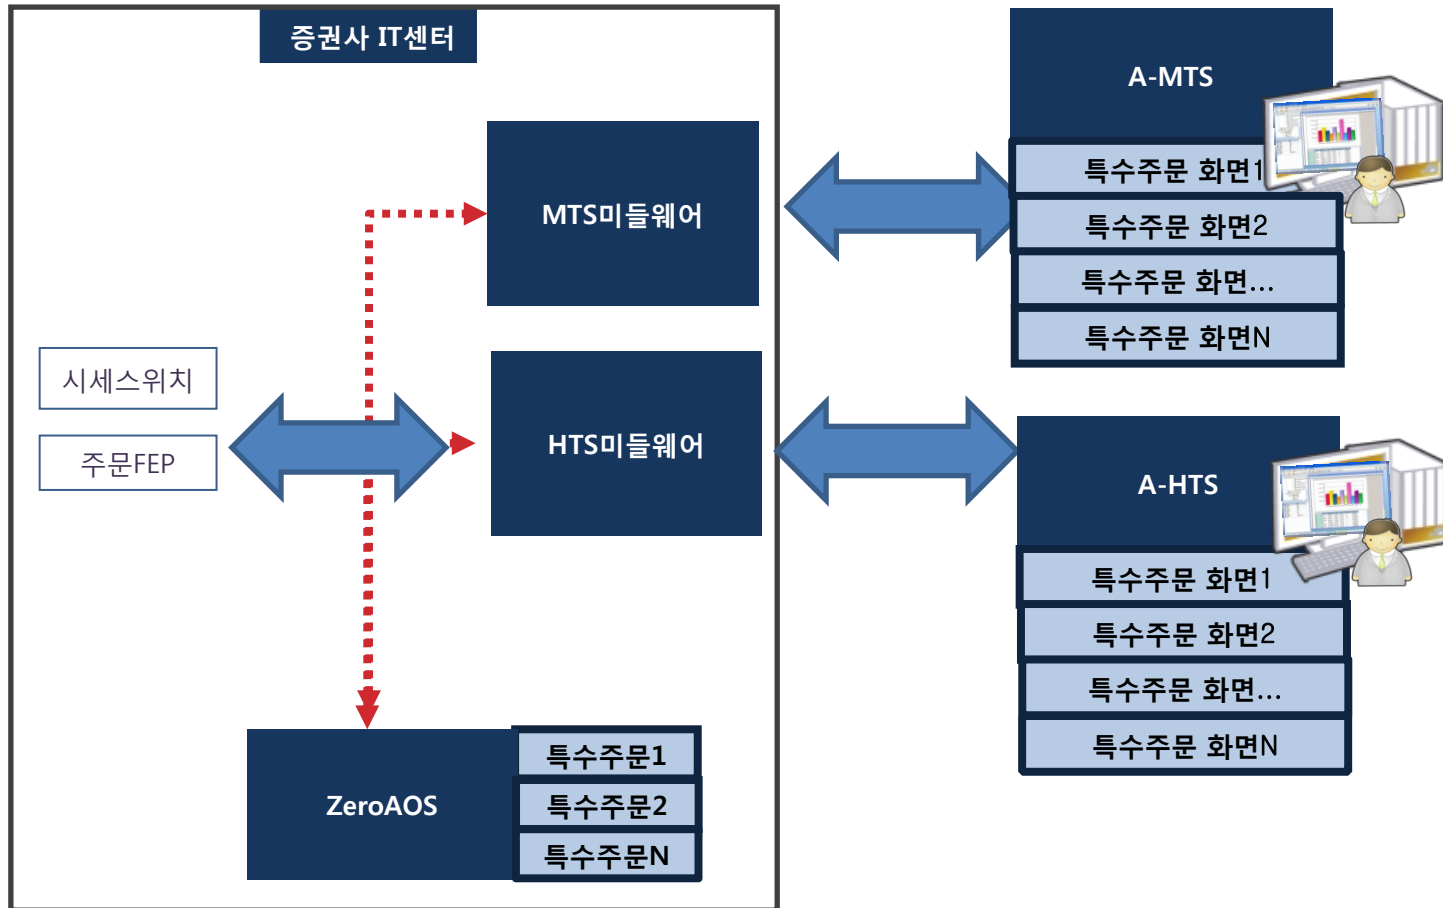 증권사 IT센터
A-MTS
특수주문 화면1
특수주문 화면2
특수주문 화면...
특수주문 화면N
MTS미들웨어
시세스위치
주문FEP
HTS미들웨어
A-HTS
특수주문 화면1
특수주문 화면2
특수주문 화면...
특수주문 화면N
ZeroAOS
특수주문1
특수주문2
특수주문N